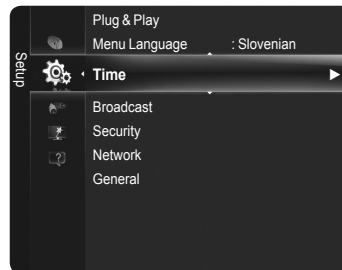 Setup
Plug & Play
Menu Language : Slovenian
Time
Broadcast
Security
Network
General